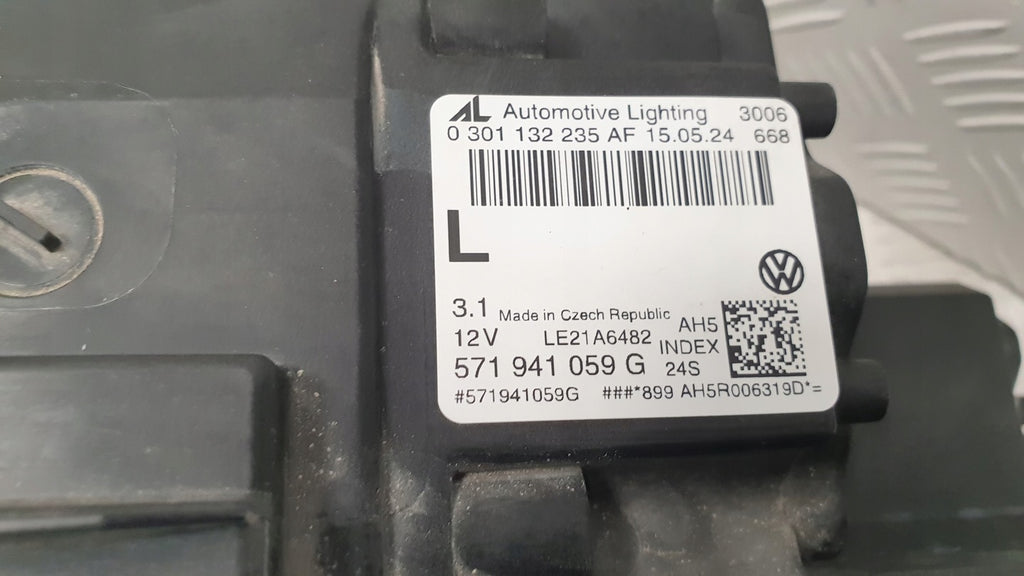 AL Automotive Lighting 3006
0 301 132 235 AF 15.05.24 668
L
3.1 Made in Czech Republic
12V LE21A6482 AH5
INDEX
571 941 059 G 24S
#571941059G ###*899 AH5R006319D*=